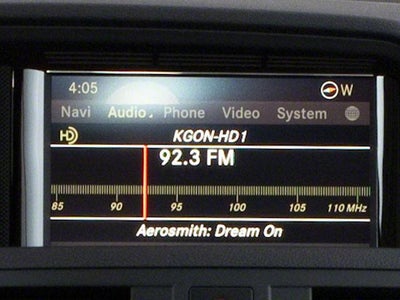 4:05 W
Navi Audio Phone Video System
HD KGON-HD1
92.3 FM
85 90 95 100 105 110 MHz
Aerosmith: Dream On